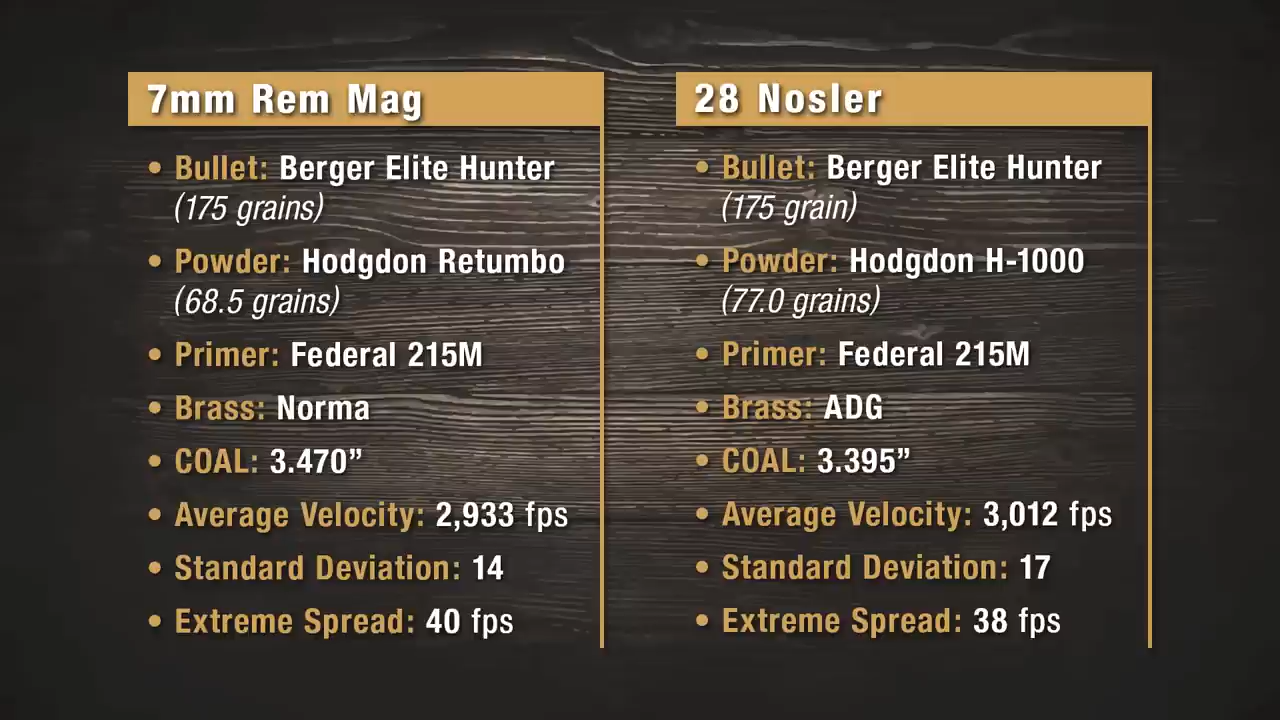 7mm Rem Mag
• Bullet: Berger Elite Hunter
(175 grains)
• Powder: Hodgdon Retumbo
(68.5 grains)
• Primer: Federal 215M
• Brass: Norma
• COAL: 3.470”
• Average Velocity: 2,933 fps
• Standard Deviation: 14
• Extreme Spread: 40 fps
28 Nosler
• Bullet: Berger Elite Hunter
(175 grain)
• Powder: Hodgdon H-1000
(77.0 grains)
• Primer: Federal 215M
• Brass: ADG
• COAL: 3.395”
• Average Velocity: 3,012 fps
• Standard Deviation: 17
• Extreme Spread: 38 fps